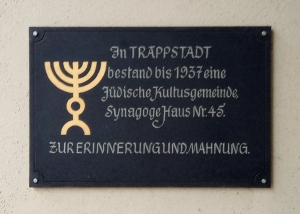 In TRAPPSTADT
bestand bis 1937 eine
Jüdische Kultusgemeinde,
Synagoge Haus Nr. 45.
ZUR ERINNERUNG UND MAHNUNG.